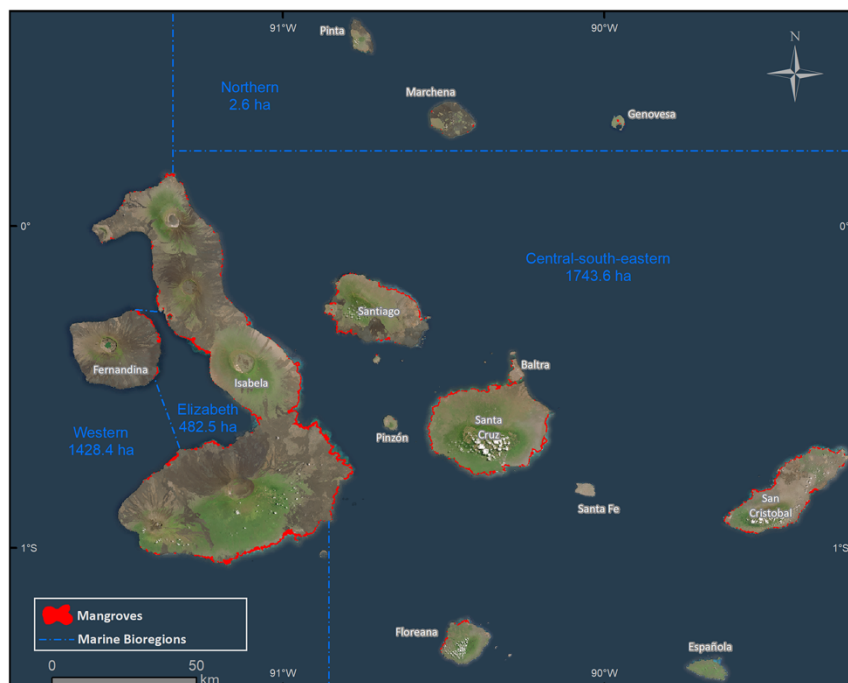 91°W
90°W
Pinta
N
Northern
2.6 ha
Marchena
Genovesa
0°
0°
Central-south-eastern
1743.6 ha
Santiago
Fernandina
Isabela
Baltra
Elizabeth
482.5 ha
Western
1428.4 ha
Santa
Cruz
Pinzón
Santa Fe
San
Cristobal
1°S
1°S
Mangroves
Marine Bioregions
Floreana
Española
0
50
km
91°W
90°W